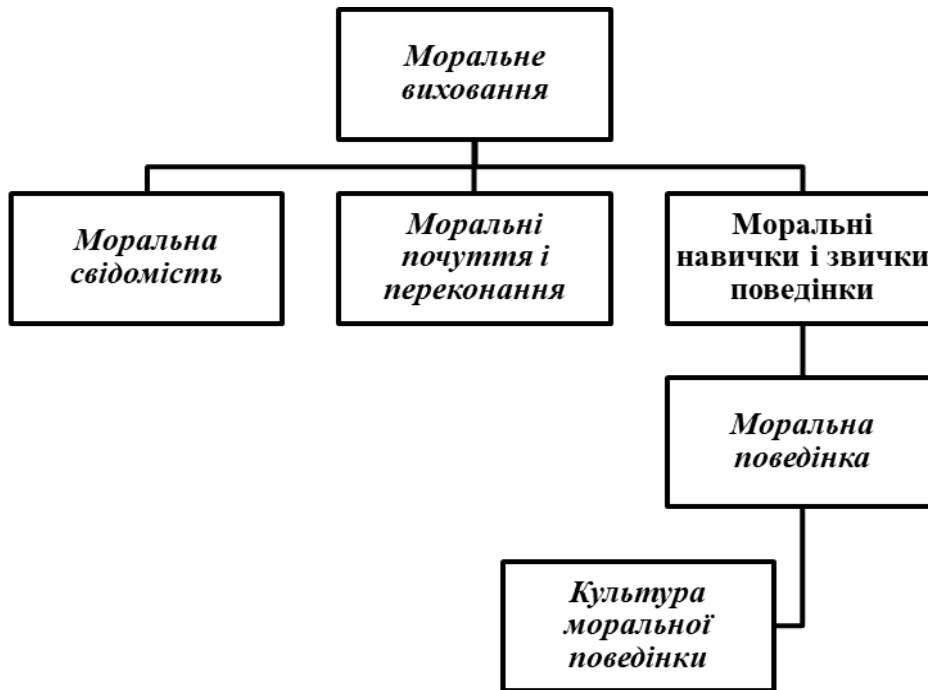 Моральне
виховання
Моральна
свідомість
Моральні
почуття і
переконання
Моральні
навички і звички
поведінки
Моральна
поведінка
Культура
моральної
поведінки